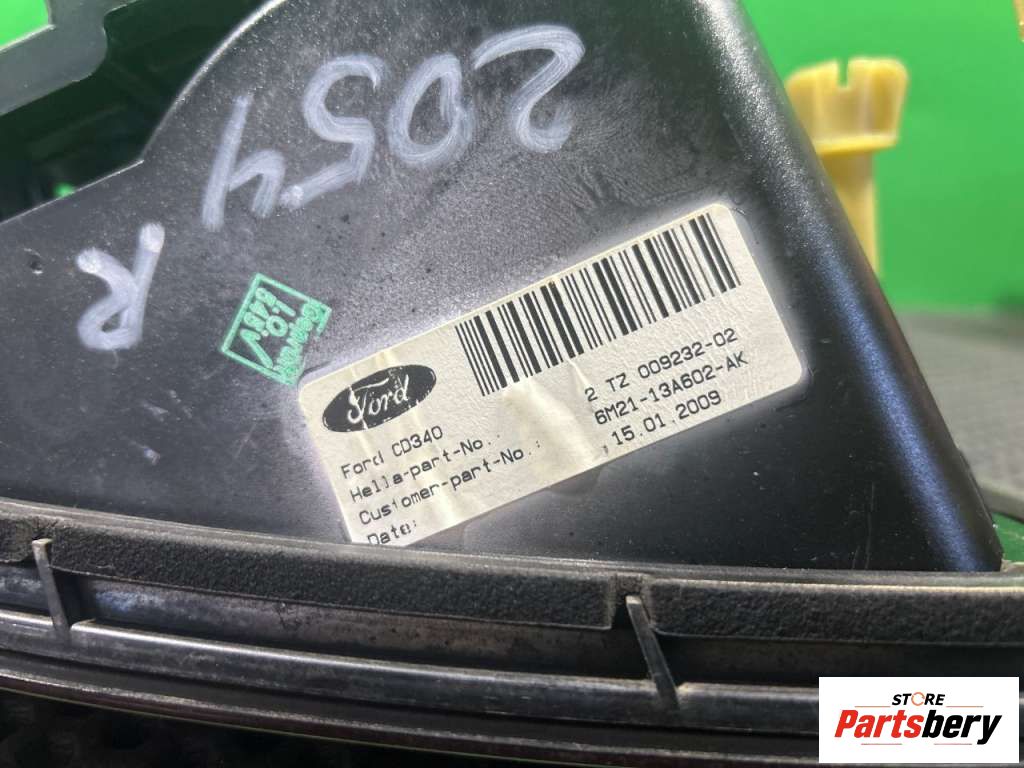 2054
R
Ford
Ford CD340
Hella-part-No.: 2 TZ 009232-02
Customer-part-No.: 6M21-13A602-AK
Date: 15.01.2009
STORE
Partsbery